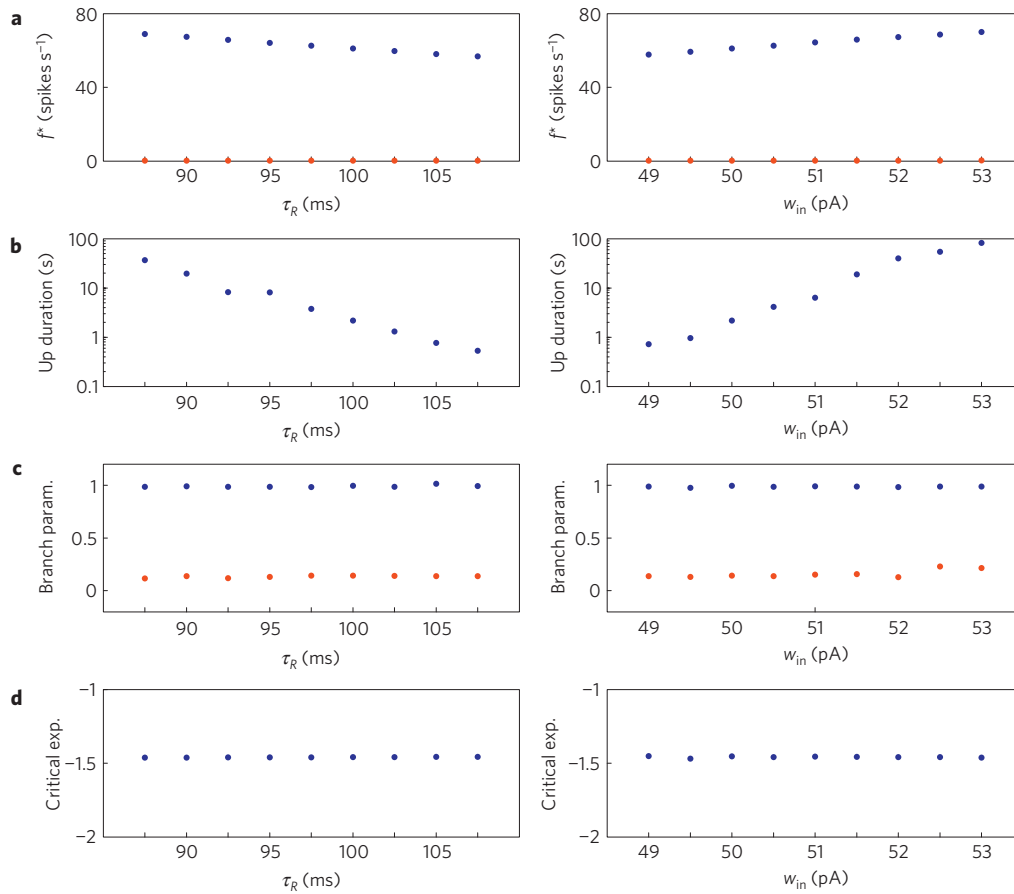 a
f* (spikes s⁻¹)
80
40
0
90 95 100 105
τR (ms)
f* (spikes s⁻¹)
80
40
0
49 50 51 52 53
win (pA)
b
Up duration (s)
100
10
1
0.1
90 95 100 105
τR (ms)
Up duration (s)
100
10
1
0.1
49 50 51 52 53
win (pA)
c
Branch param.
1
0.5
0
90 95 100 105
τR (ms)
Branch param.
1
0.5
0
49 50 51 52 53
win (pA)
d
Critical exp.
−1
−1.5
−2
90 95 100 105
τR (ms)
Critical exp.
−1
−1.5
−2
49 50 51 52 53
win (pA)